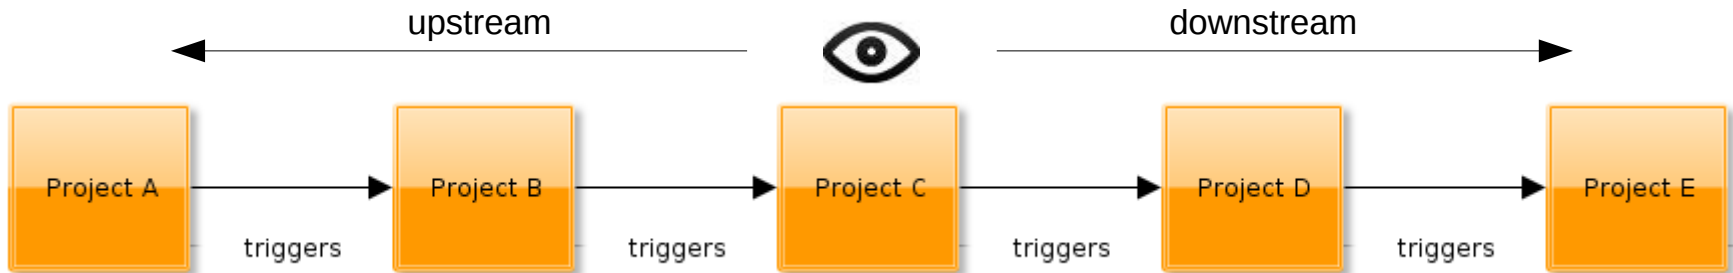 upstream
downstream
Project A
Project B
Project C
Project D
Project E
triggers
triggers
triggers
triggers